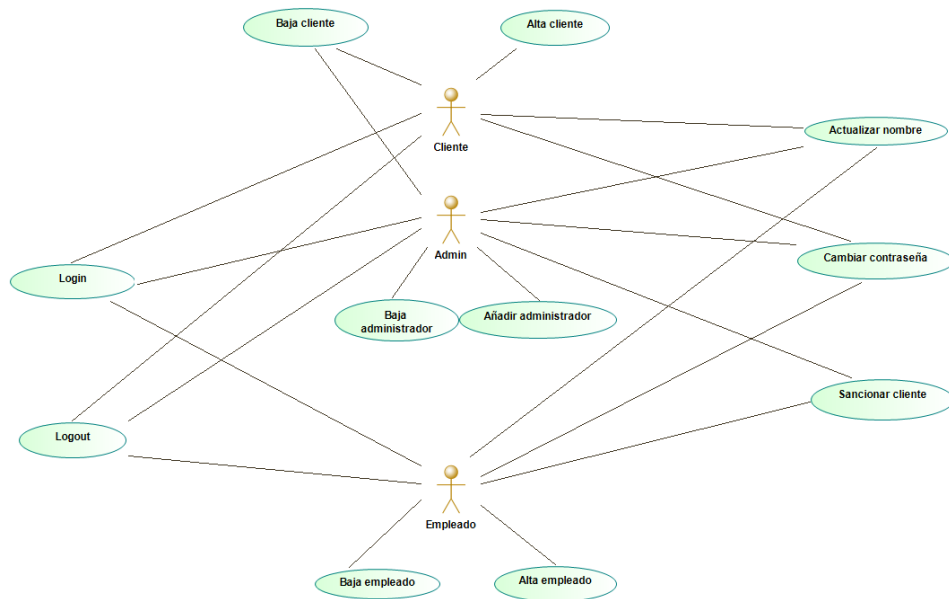 Baja cliente
Alta cliente
Cliente
Actualizar nombre
Admin
Login
Cambiar contraseña
Baja
administrador
Añadir administrador
Sancionar cliente
Logout
Empleado
Baja empleado
Alta empleado